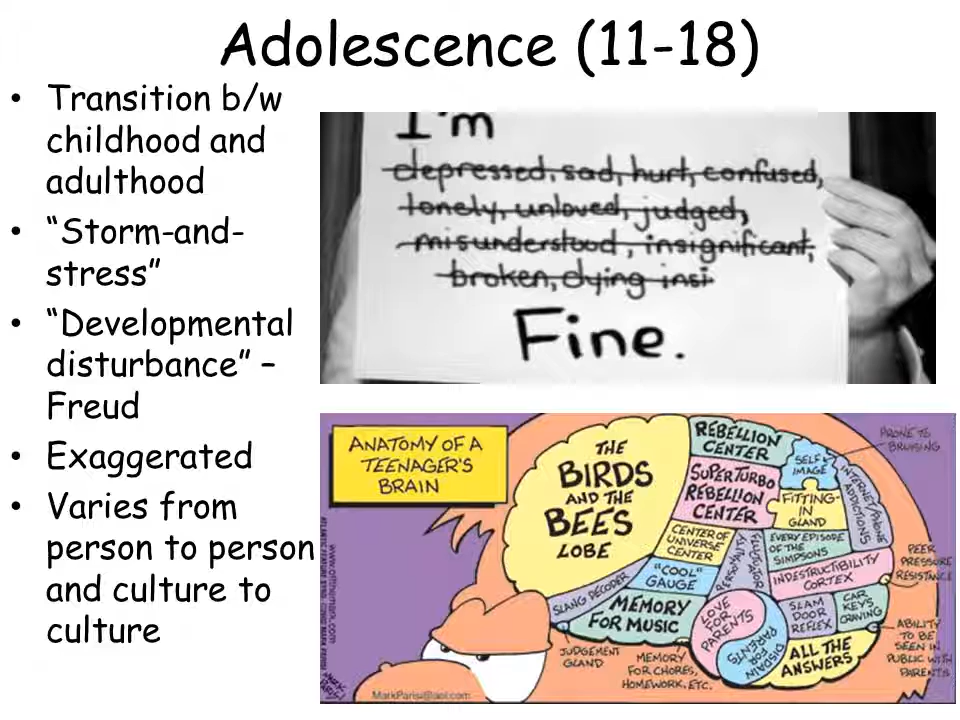 Adolescence (11-18)
• Transition b/w
childhood and
adulthood
• “Storm-and-
stress”
• “Developmental
disturbance” –
Freud
• Exaggerated
• Varies from
person to person
and culture to
culture
I'm
depressed, sad, hurt, confused,
lonely, unloved, judged,
misunderstood, insignificant,
broken, dying insi
Fine.
ANATOMY OF A
TEENAGER'S
BRAIN
THE
BIRDS
AND THE
BEES
LOBE
REBELLION
CENTER
SUPER TURBO
REBELLION
CENTER
SELF
IMAGE
PRONE TO
BRUISING
FITTING-
IN
GLAND
INTERNET/PHONE
ADDICTIONS
CENTER OF
UNIVERSE
CENTER
EVERY EPISODE
OF THE
SIMPSONS
"COOL"
GAUGE
INDESTRUCTIBILITY
CORTEX
PEER
PRESSURE
RESISTANCE
SLANG DECODER
MEMORY
FOR MUSIC
LOVE
FOR
PARENTS
DISDAIN
FOR
PARENTS
SLAM
DOOR
REFLEX
CAR
KEYS
CRAVING
ALL THE
ANSWERS
ABILITY
TO BE
SEEN IN
PUBLIC WITH
PARENTS
JUDGEMENT
GLAND
MEMORY
FOR CHORES,
HOMEWORK, ETC.
www.offthemark.com
MarkParisi@aol.com